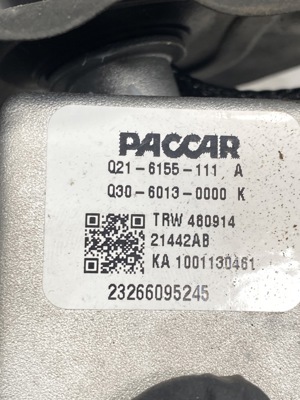 PACCAR
Q21-6155-111 A
Q30-6013-0000 K
TRW 480914
21442AB
KA 1001130461
23266095245